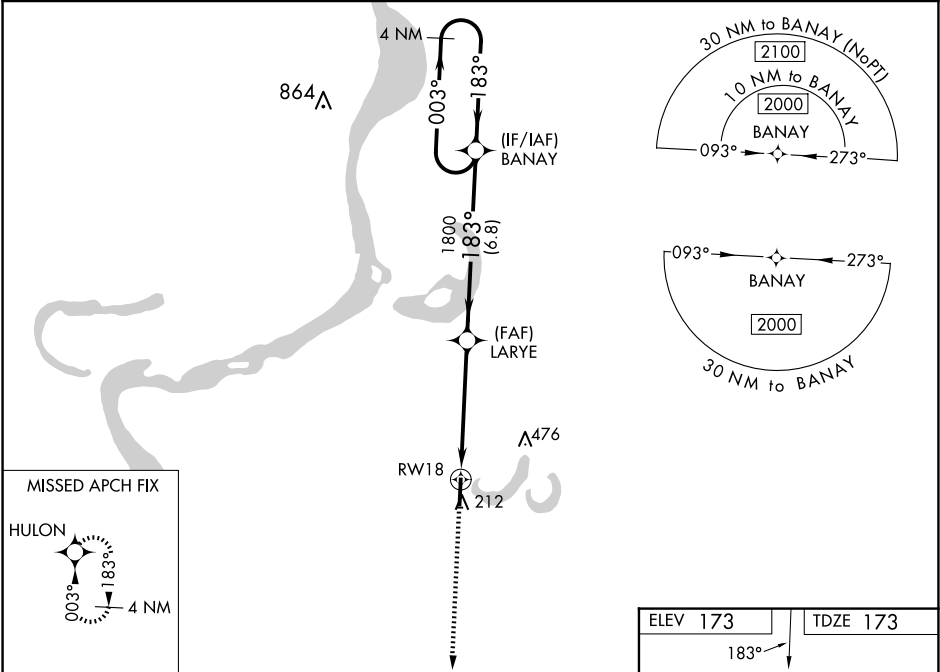 4 NM
003°
183°
864
(IF/IAF)
BANAY
1800
183°
(6.8)
(FAF)
LARYE
476
RW18
212
30 NM to BANAY (NoPT)
2100
10 NM to BANAY
2000
BANAY
093°
273°
093°
273°
BANAY
2000
30 NM to BANAY
MISSED APCH FIX
HULON
003°
183°
4 NM
ELEV 173
TDZE 173
183°